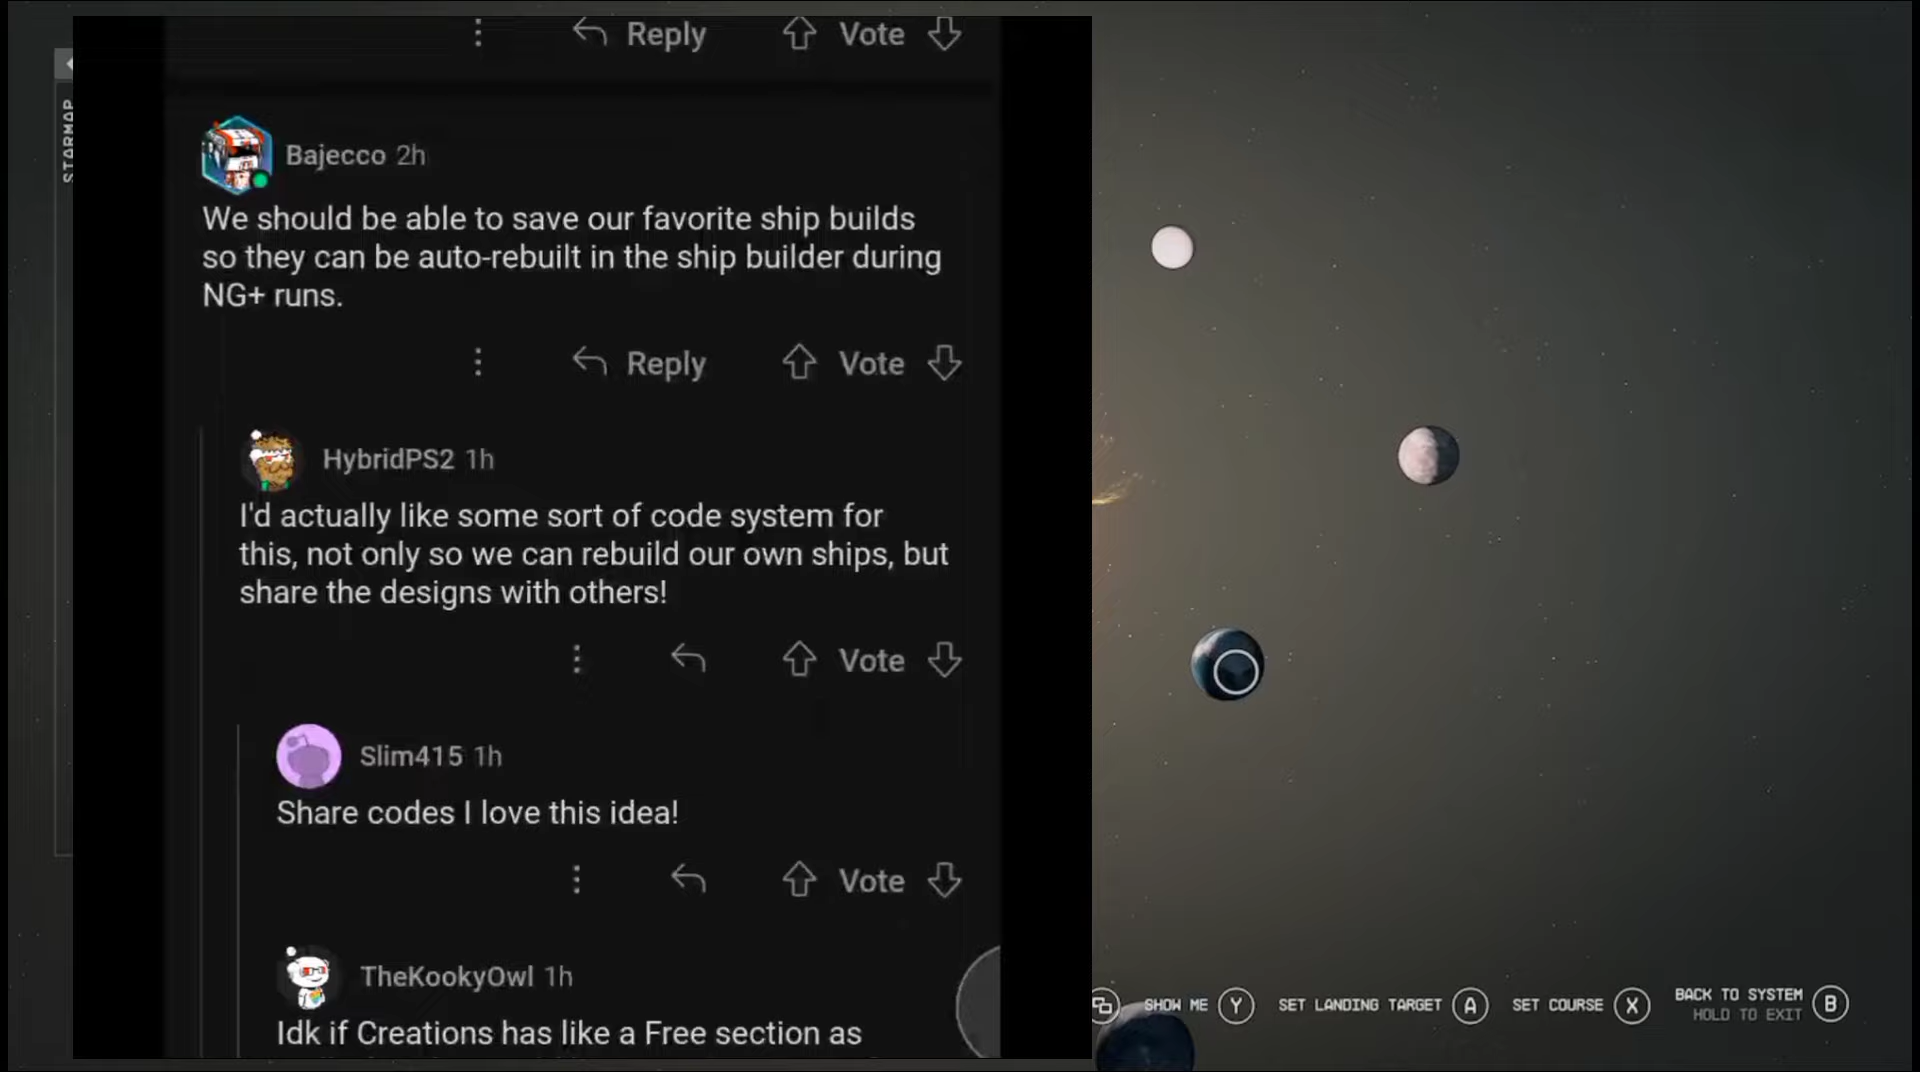 Reply
Vote
STARMAP
Bajecco 2h
We should be able to save our favorite ship builds
so they can be auto-rebuilt in the ship builder during
NG+ runs.
Reply
Vote
HybridPS2 1h
I'd actually like some sort of code system for
this, not only so we can rebuild our own ships, but
share the designs with others!
Vote
Slim415 1h
Share codes I love this idea!
Vote
TheKookyOwl 1h
Idk if Creations has like a Free section as
SHOW ME Y
SET LANDING TARGET A
SET COURSE X
BACK TO SYSTEM B
HOLD TO EXIT